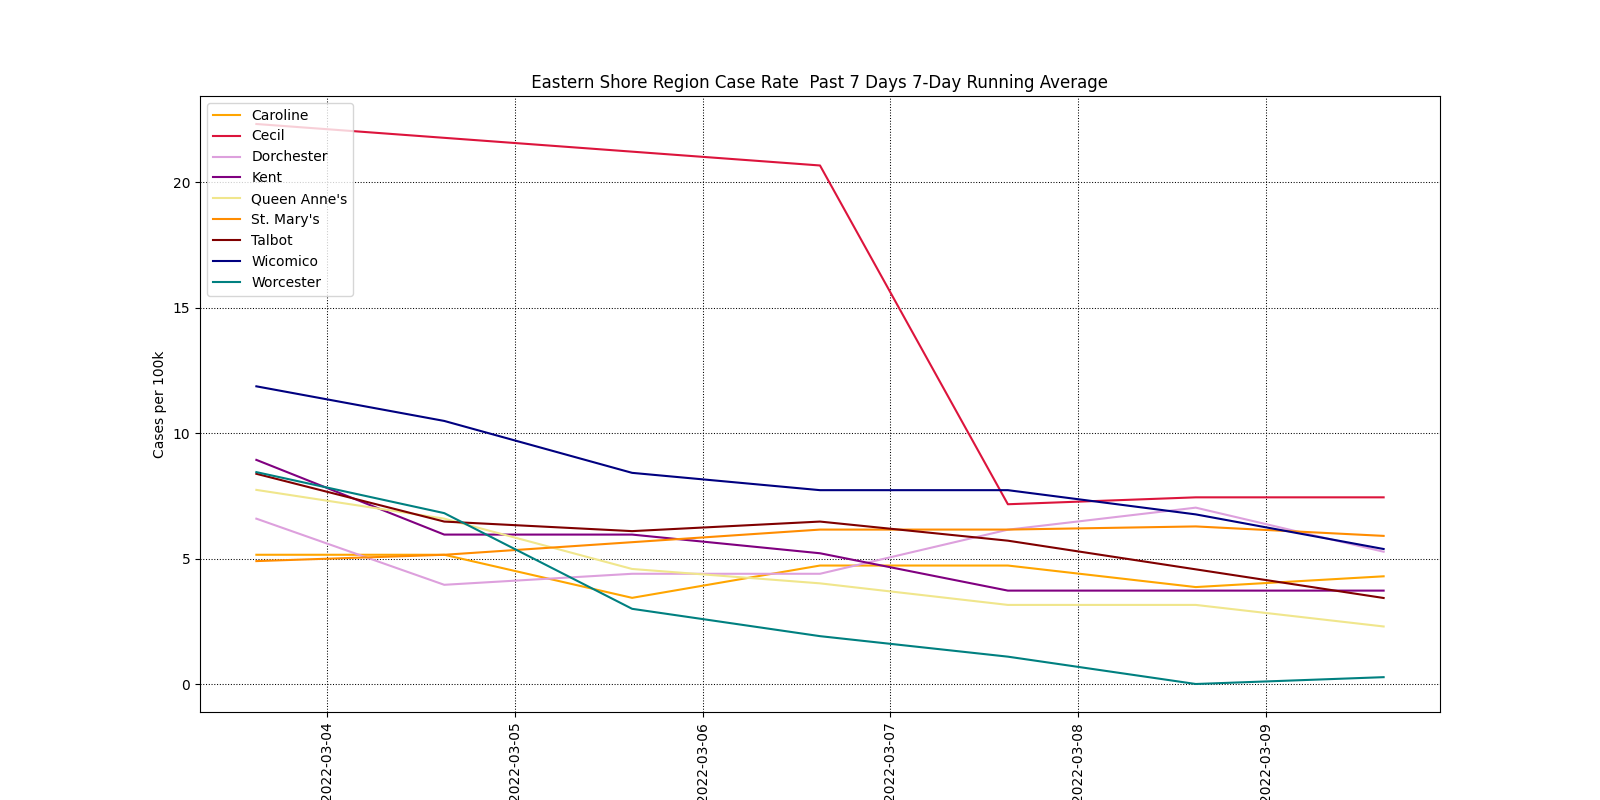 Eastern Shore Region Case Rate  Past 7 Days 7-Day Running Average
Caroline
Cecil
Dorchester
Kent
Queen Anne's
St. Mary's
Talbot
Wicomico
Worcester
Cases per 100k
20
15
10
5
0
2022-03-04
2022-03-05
2022-03-06
2022-03-07
2022-03-08
2022-03-09